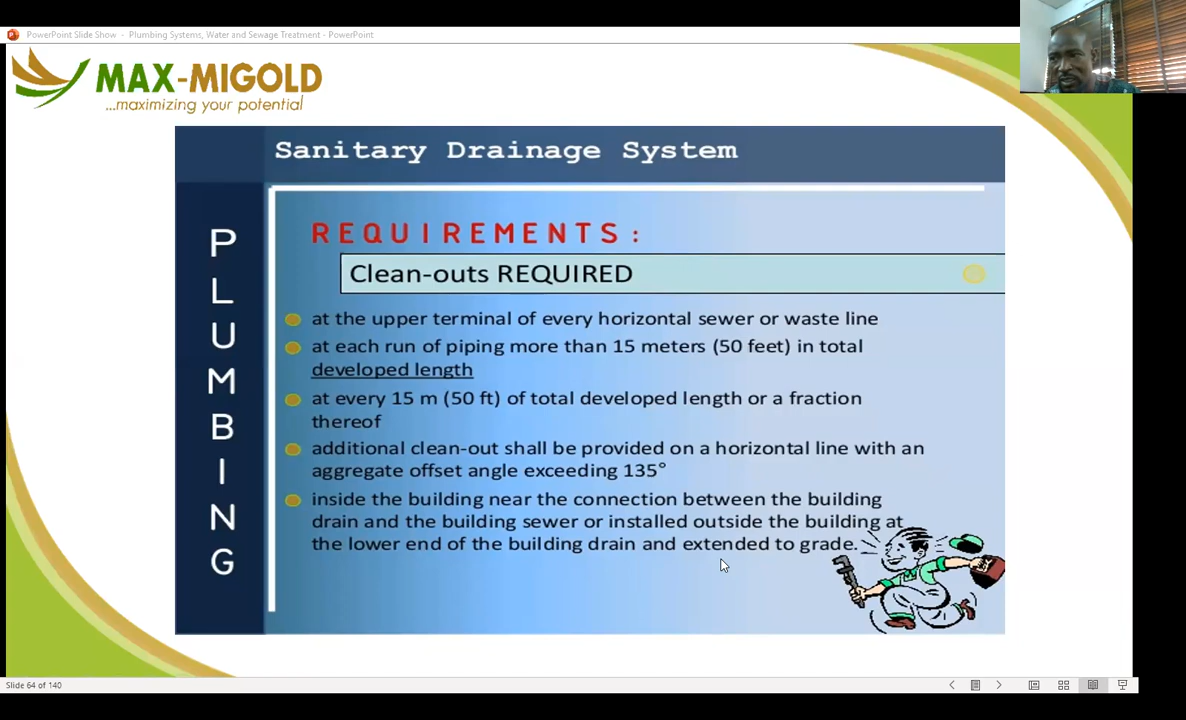 PowerPoint Slide Show - Plumbing Systems, Water and Sewage Treatment - PowerPoint
MAX-MIGOLD
...maximizing your potential
Sanitary Drainage System
PLUMBING
REQUIREMENTS:
Clean-outs REQUIRED
at the upper terminal of every horizontal sewer or waste line
at each run of piping more than 15 meters (50 feet) in total
developed length
at every 15 m (50 ft) of total developed length or a fraction
thereof
additional clean-out shall be provided on a horizontal line with an
aggregate offset angle exceeding 135°
inside the building near the connection between the building
drain and the building sewer or installed outside the building at
the lower end of the building drain and extended to grade.
Slide 64 of 140